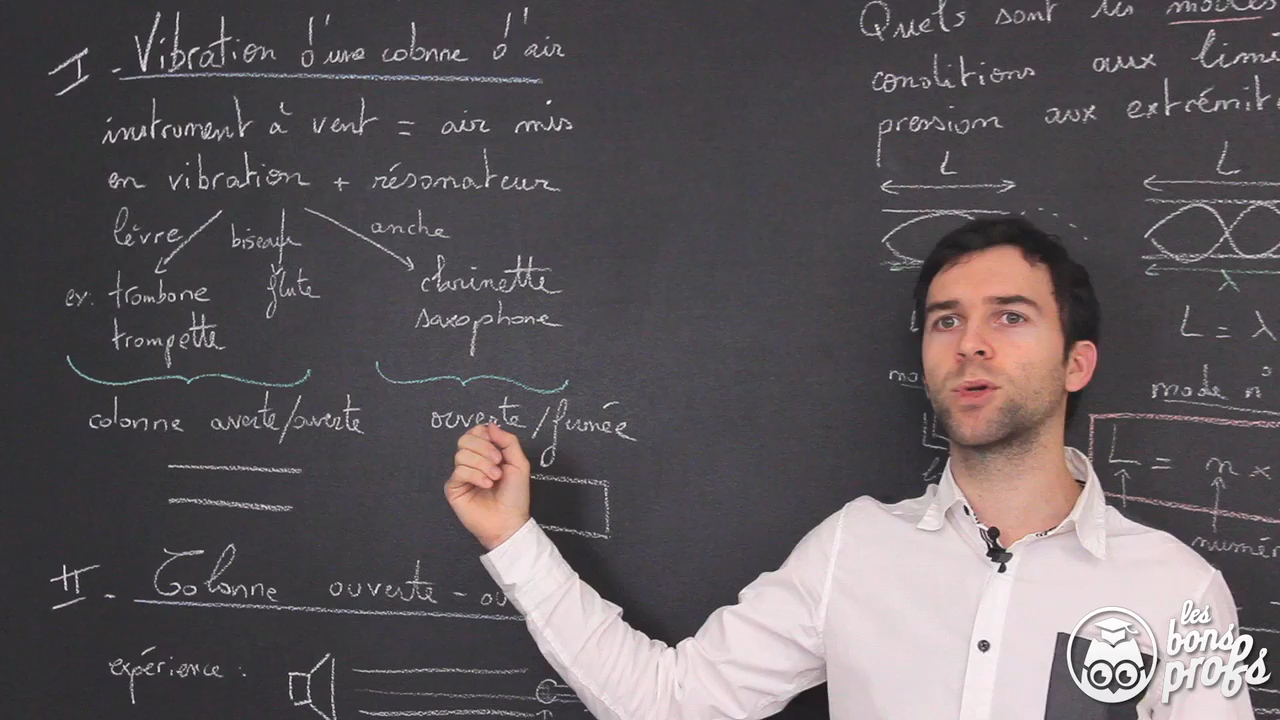 I - Vibration d'une colonne d'air
instrument à vent = air mis
en vibration + résonateur
lèvre biseau anche
ex: trombone flûte clarinette
trompette saxophone
colonne ouverte/ouverte ouverte/fermée
II - Colonne ouverte - ou
expérience :
Quels sont les modes
conditions aux limi
pression aux extrémit
L L
λ
L = λ
mode n°
L = n x
numér
les
bons
profs